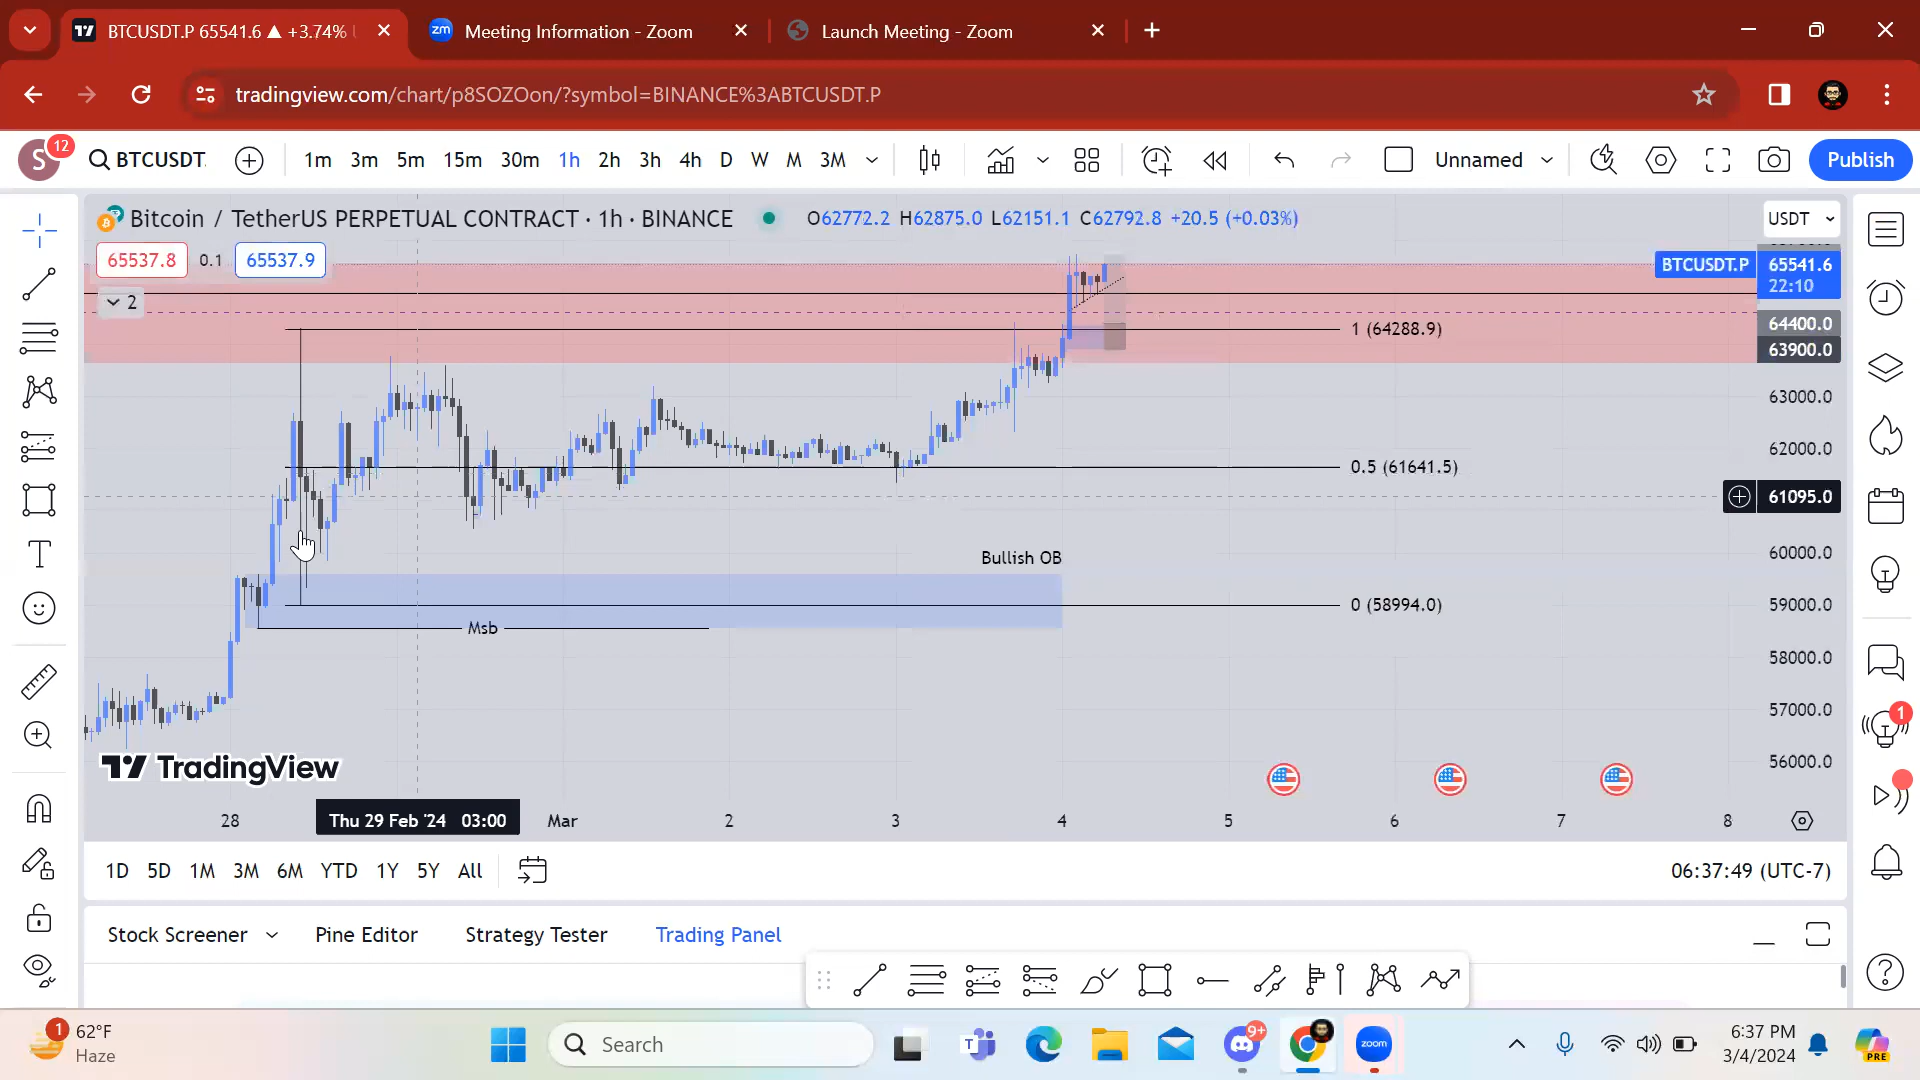 BTCUSDT.P 65541.6 ▲ +3.74%
zm Meeting Information - Zoom
Launch Meeting - Zoom
tradingview.com/chart/p8SOZOon/?symbol=BINANCE%3ABTCUSDT.P
S 12 BTCUSDT. 1m 3m 5m 15m 30m 1h 2h 3h 4h D W M 3M Unnamed Publish
Bitcoin / TetherUS PERPETUAL CONTRACT · 1h · BINANCE O62772.2 H62875.0 L62151.1 C62792.8 +20.5 (+0.03%) USDT
65537.8 0.1 65537.9
BTCUSDT.P 65541.6
22:10
2
64400.0
1 (64288.9)
63900.0
63000.0
62000.0
0.5 (61641.5)
61095.0
Bullish OB
60000.0
0 (58994.0)
59000.0
Msb
58000.0
57000.0
1
TradingView
56000.0
28 Thu 29 Feb '24 03:00 Mar 2 3 4 5 6 7 8
1D 5D 1M 3M 6M YTD 1Y 5Y All 06:37:49 (UTC-7)
Stock Screener Pine Editor Strategy Tester Trading Panel
1 62°F
Haze
Search
T
9+
zoom
6:37 PM
3/4/2024
PRE